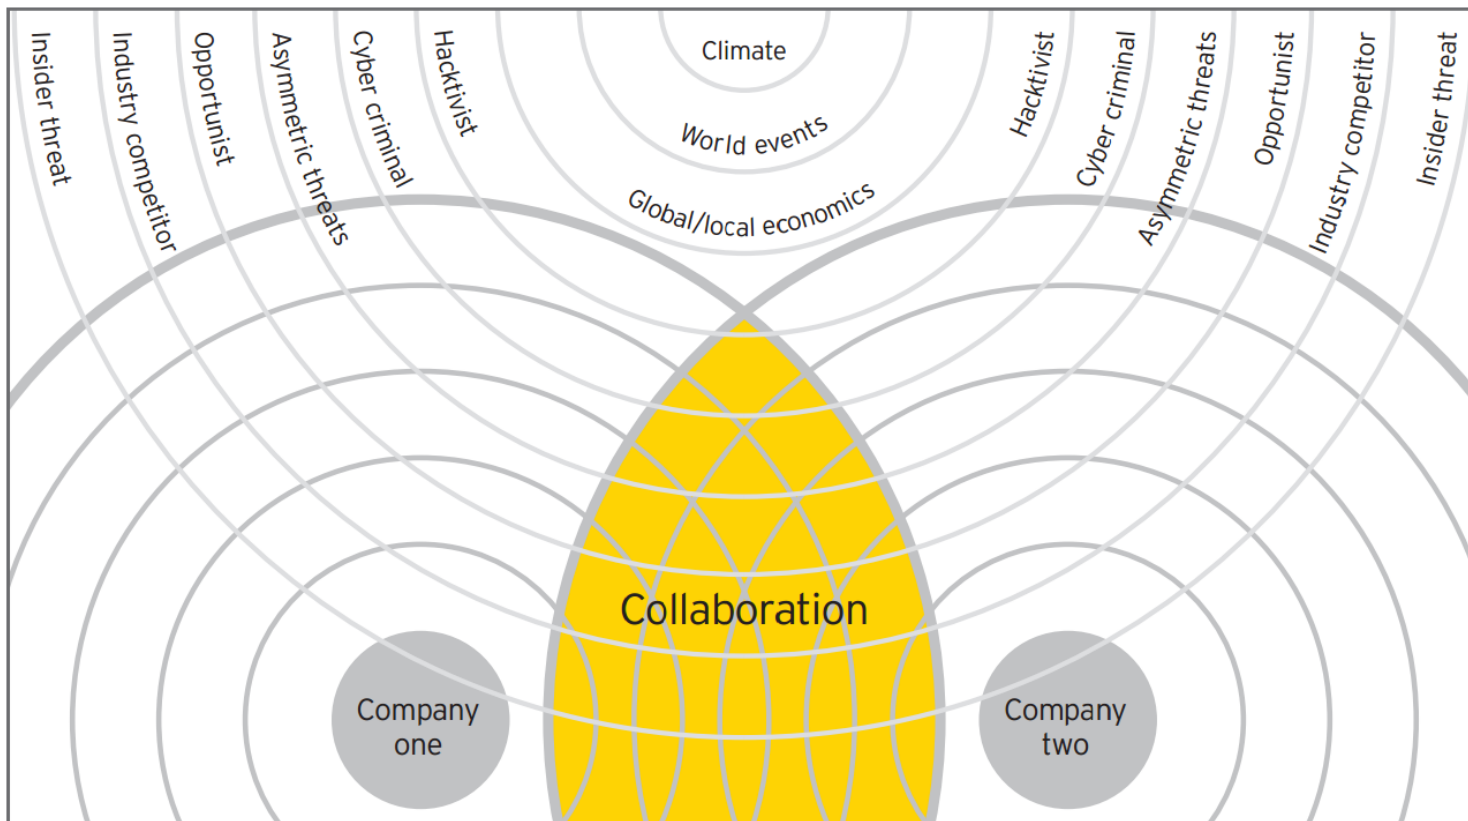 Climate
World events
Global/local economics
Insider threat
Industry competitor
Opportunist
Asymmetric threats
Cyber criminal
Hacktivist
Hacktivist
Cyber criminal
Asymmetric threats
Opportunist
Industry competitor
Insider threat
Collaboration
Company
one
Company
two